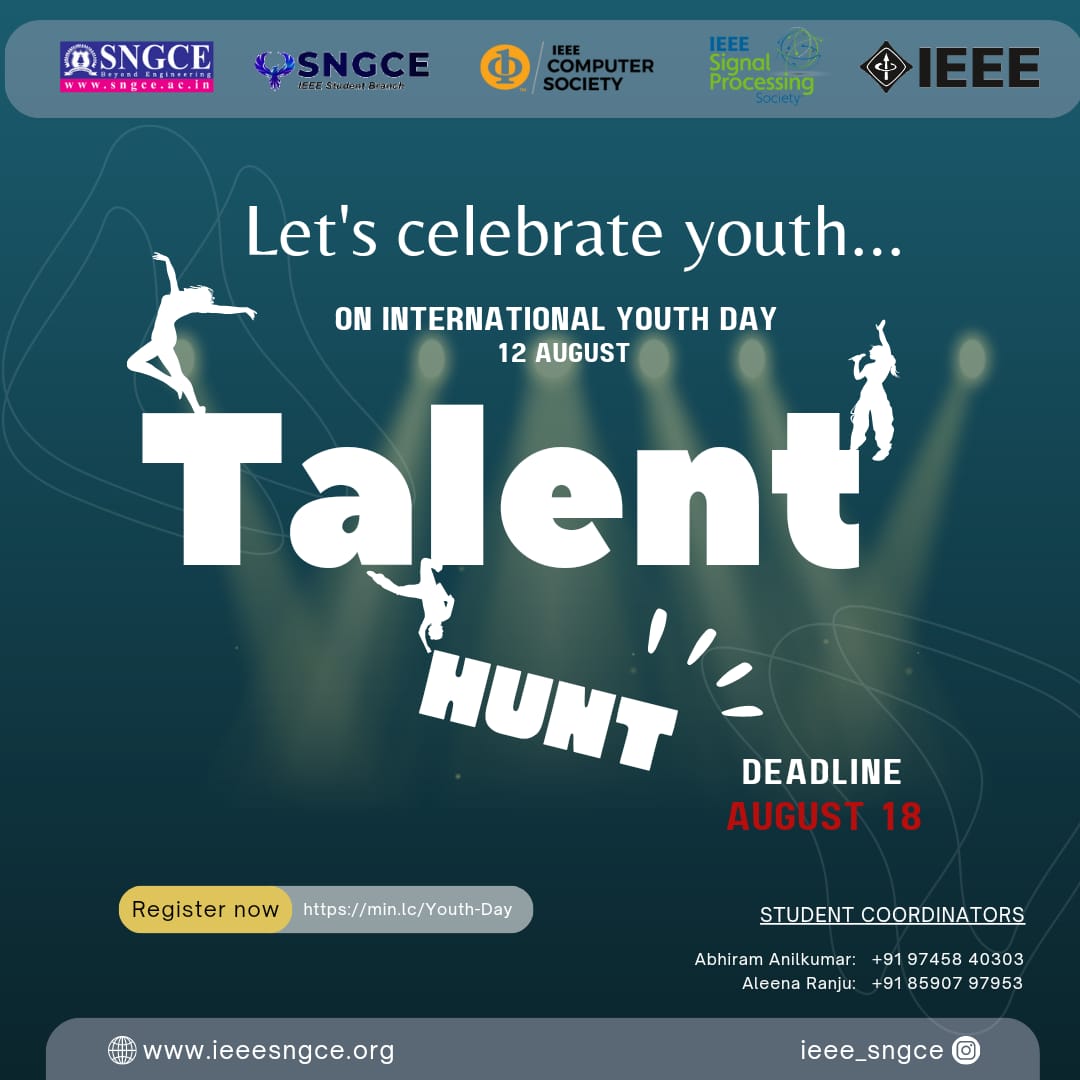 SNGCE
Beyond Engineering
www.sngce.ac.in
SNGCE
IEEE Student Branch
IEEE
COMPUTER
SOCIETY
IEEE
Signal
Processing
Society
IEEE
Let's celebrate youth...
ON INTERNATIONAL YOUTH DAY
12 AUGUST
Talent
HUNT
DEADLINE
AUGUST 18
Register now https://min.lc/Youth-Day
STUDENT COORDINATORS
Abhiram Anilkumar: +91 97458 40303
Aleena Ranju: +91 85907 97953
www.ieeesngce.org
ieee_sngce